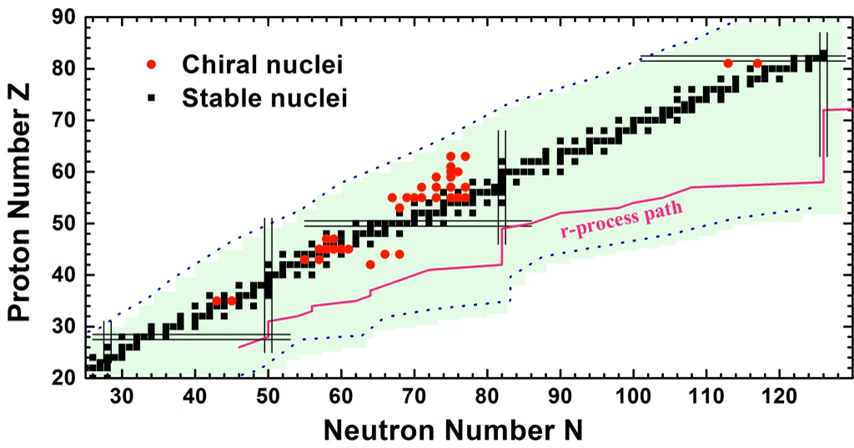 90
80
70
60
50
40
30
20
Proton Number Z
Chiral nuclei
Stable nuclei
r-process path
30 40 50 60 70 80 90 100 110 120
Neutron Number N